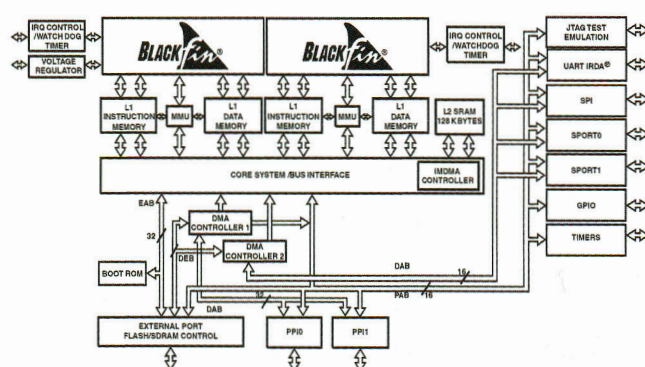 IRQ CONTROL
/WATCH DOG
TIMER
VOLTAGE
REGULATOR
BLACKfin
BLACKfin
IRQ CONTROL
/WATCHDOG
TIMER
JTAG TEST
EMULATION
UART IRDA®
SPI
SPORT0
SPORT1
GPIO
TIMERS
L1
INSTRUCTION
MEMORY
MMU
L1
DATA
MEMORY
L1
INSTRUCTION
MEMORY
MMU
L1
DATA
MEMORY
L2 SRAM
128 KBYTES
CORE SYSTEM /BUS INTERFACE
IMDMA
CONTROLLER
EAB
32
DMA
CONTROLLER 1
DEB
DMA
CONTROLLER 2
DAB
16
PAB
16
BOOT ROM
DAB
32
EXTERNAL PORT
FLASH/SDRAM CONTROL
PPI0
PPI1